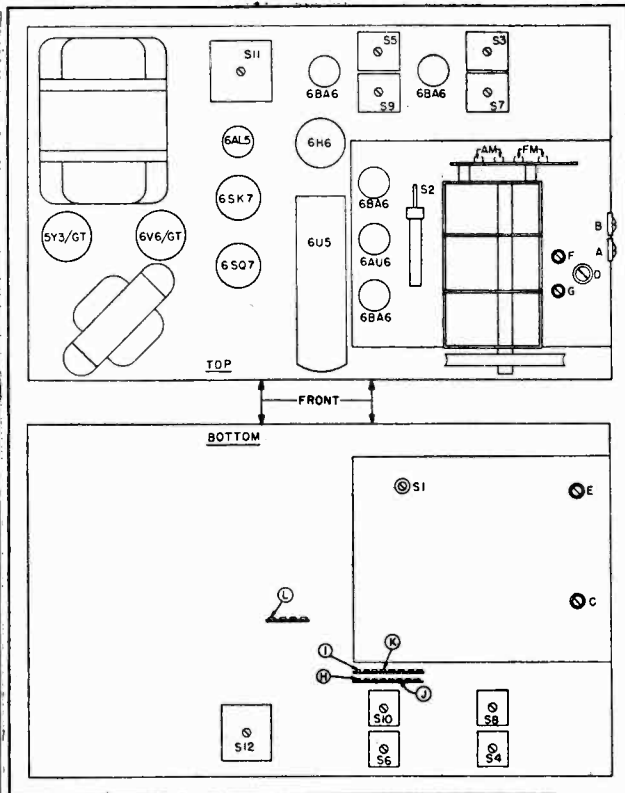 S11
S5
S3
6BA6
6BA6
S9
S7
6AL5
6H6
AM
FM
6SK7
6BA6
S2
5Y3/GT
6V6/GT
6U5
B
6SQ7
6AU6
A
F
D
G
6BA6
TOP
FRONT
BOTTOM
S1
E
L
C
I
K
H
J
S10
S8
S12
S6
S4